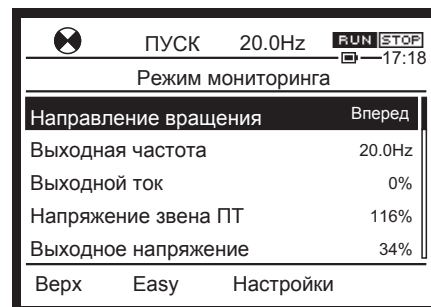 ПУСК 20.0Hz RUN STOP
17:18
Режим мониторинга
Направление вращения Вперед
Выходная частота 20.0Hz
Выходной ток 0%
Напряжение звена ПТ 116%
Выходное напряжение 34%
Верх Easy Настройки